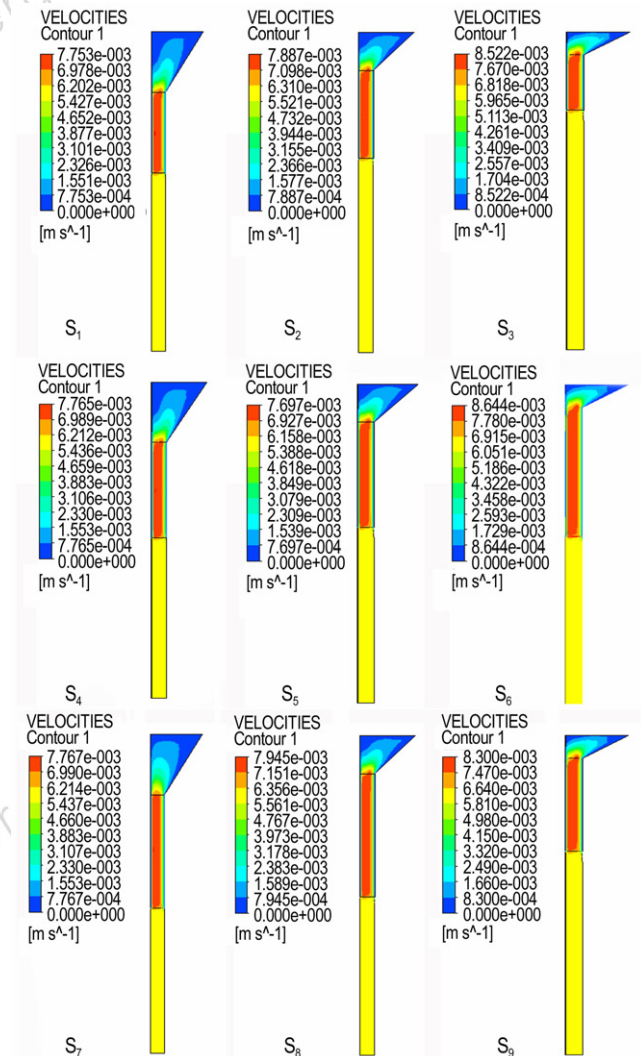 VELOCITIES
Contour 1
7.753e-003
6.978e-003
6.202e-003
5.427e-003
4.652e-003
3.877e-003
3.101e-003
2.326e-003
1.551e-003
7.753e-004
0.000e+000
[m s^-1]
S₁
VELOCITIES
Contour 1
7.887e-003
7.098e-003
6.310e-003
5.521e-003
4.732e-003
3.944e-003
3.155e-003
2.366e-003
1.577e-003
7.887e-004
0.000e+000
[m s^-1]
S₂
VELOCITIES
Contour 1
8.522e-003
7.670e-003
6.818e-003
5.965e-003
5.113e-003
4.261e-003
3.409e-003
2.557e-003
1.704e-003
8.522e-004
0.000e+000
[m s^-1]
S₃
VELOCITIES
Contour 1
7.765e-003
6.989e-003
6.212e-003
5.436e-003
4.659e-003
3.883e-003
3.106e-003
2.330e-003
1.553e-003
7.765e-004
0.000e+000
[m s^-1]
S₄
VELOCITIES
Contour 1
7.697e-003
6.927e-003
6.158e-003
5.388e-003
4.618e-003
3.849e-003
3.079e-003
2.309e-003
1.539e-003
7.697e-004
0.000e+000
[m s^-1]
S₅
VELOCITIES
Contour 1
8.644e-003
7.780e-003
6.915e-003
6.051e-003
5.186e-003
4.322e-003
3.458e-003
2.593e-003
1.729e-003
8.644e-004
0.000e+000
[m s^-1]
S₆
VELOCITIES
Contour 1
7.767e-003
6.990e-003
6.214e-003
5.437e-003
4.660e-003
3.883e-003
3.107e-003
2.330e-003
1.553e-003
7.767e-004
0.000e+000
[m s^-1]
S₇
VELOCITIES
Contour 1
7.945e-003
7.151e-003
6.356e-003
5.561e-003
4.767e-003
3.973e-003
3.178e-003
2.383e-003
1.589e-003
7.945e-004
0.000e+000
[m s^-1]
S₈
VELOCITIES
Contour 1
8.300e-003
7.470e-003
6.640e-003
5.810e-003
4.980e-003
4.150e-003
3.320e-003
2.490e-003
1.660e-003
8.300e-004
0.000e+000
[m s^-1]
S₉